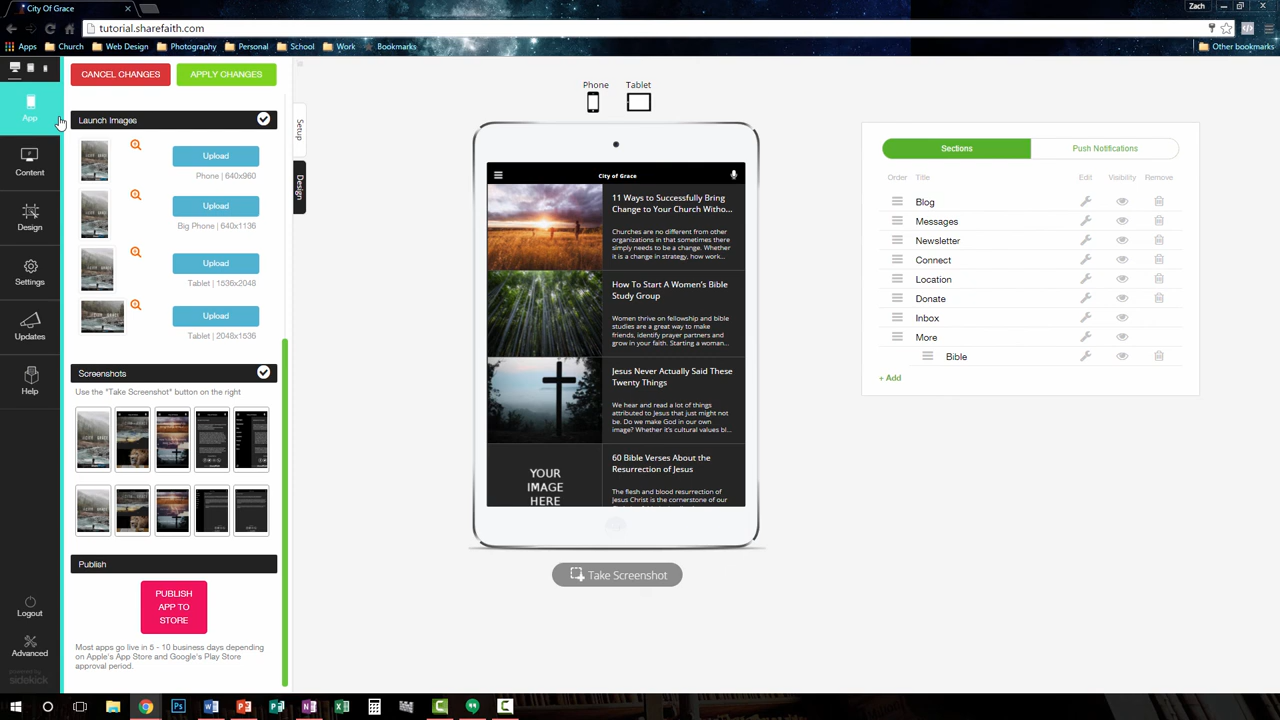 City Of Grace
Zach
tutorial.sharefaith.com
Apps
Church
Web Design
Photography
Personal
School
Work
Bookmarks
Other bookmarks
App
Content
Design
Settings
Updates
Help
Logout
Advanced
powered by
sidekick
CANCEL CHANGES
APPLY CHANGES
Launch Images
Upload
Phone | 640x960
Upload
Big Phone | 640x1136
Upload
Tablet | 1536x2048
Upload
Tablet | 2048x1536
Screenshots
Use the "Take Screenshot" button on the right
Publish
PUBLISH
APP TO
STORE
Most apps go live in 5 - 10 business days depending
on Apple's App Store and Google's Play Store
approval period.
Setup
Design
Phone
Tablet
City of Grace
11 Ways to Successfully Bring
Change to Your Church Witho...
Churches are no different from other
organizations in that sometimes there
simply needs to be a change. Whether
it is a change in strategy, how work...
How To Start A Women's Bible
Study Group
Women thrive on fellowship and bible
studies are a great way to make
friends, identify prayer partners and
grow in your faith. Starting a woman...
Jesus Never Actually Said These
Twenty Things
We hear and read a lot of things
attributed to Jesus that just might not
be. Do we make God in our own
image? Whether it's cultural values bl...
YOUR
IMAGE
HERE
60 Bible Verses About the
Resurrection of Jesus
The flesh and blood resurrection of
Jesus Christ is the cornerstone of our
Take Screenshot
Sections
Push Notifications
Order
Title
Edit
Visibility
Remove
Blog
Messages
Newsletter
Connect
Location
Donate
Inbox
More
Bible
+ Add